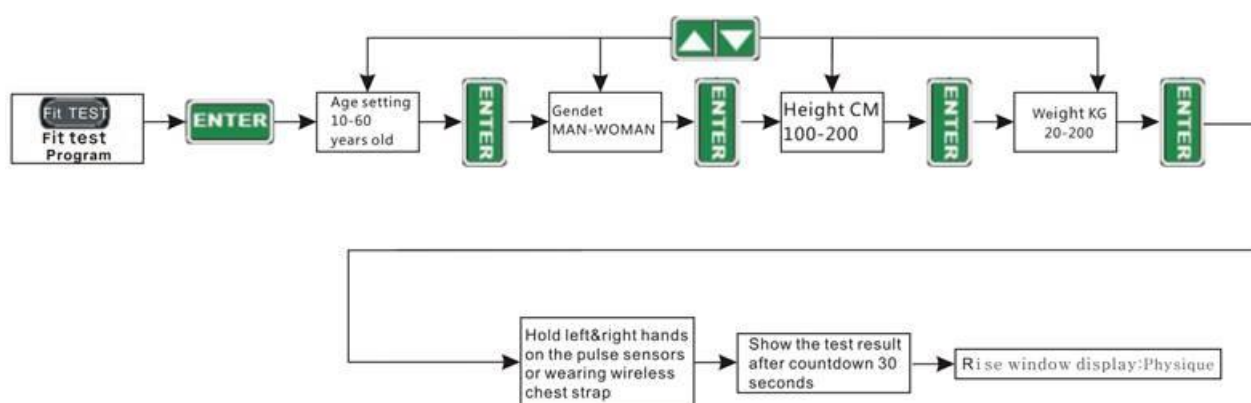 Fit TEST
Fit test
Program
ENTER
Age setting
10-60
years old
ENTER
Gendet
MAN-WOMAN
ENTER
Height CM
100-200
ENTER
Weight KG
20-200
ENTER
Hold left&right hands
on the pulse sensors
or wearing wireless
chest strap
Show the test result
after countdown 30
seconds
Rise window display:Physique